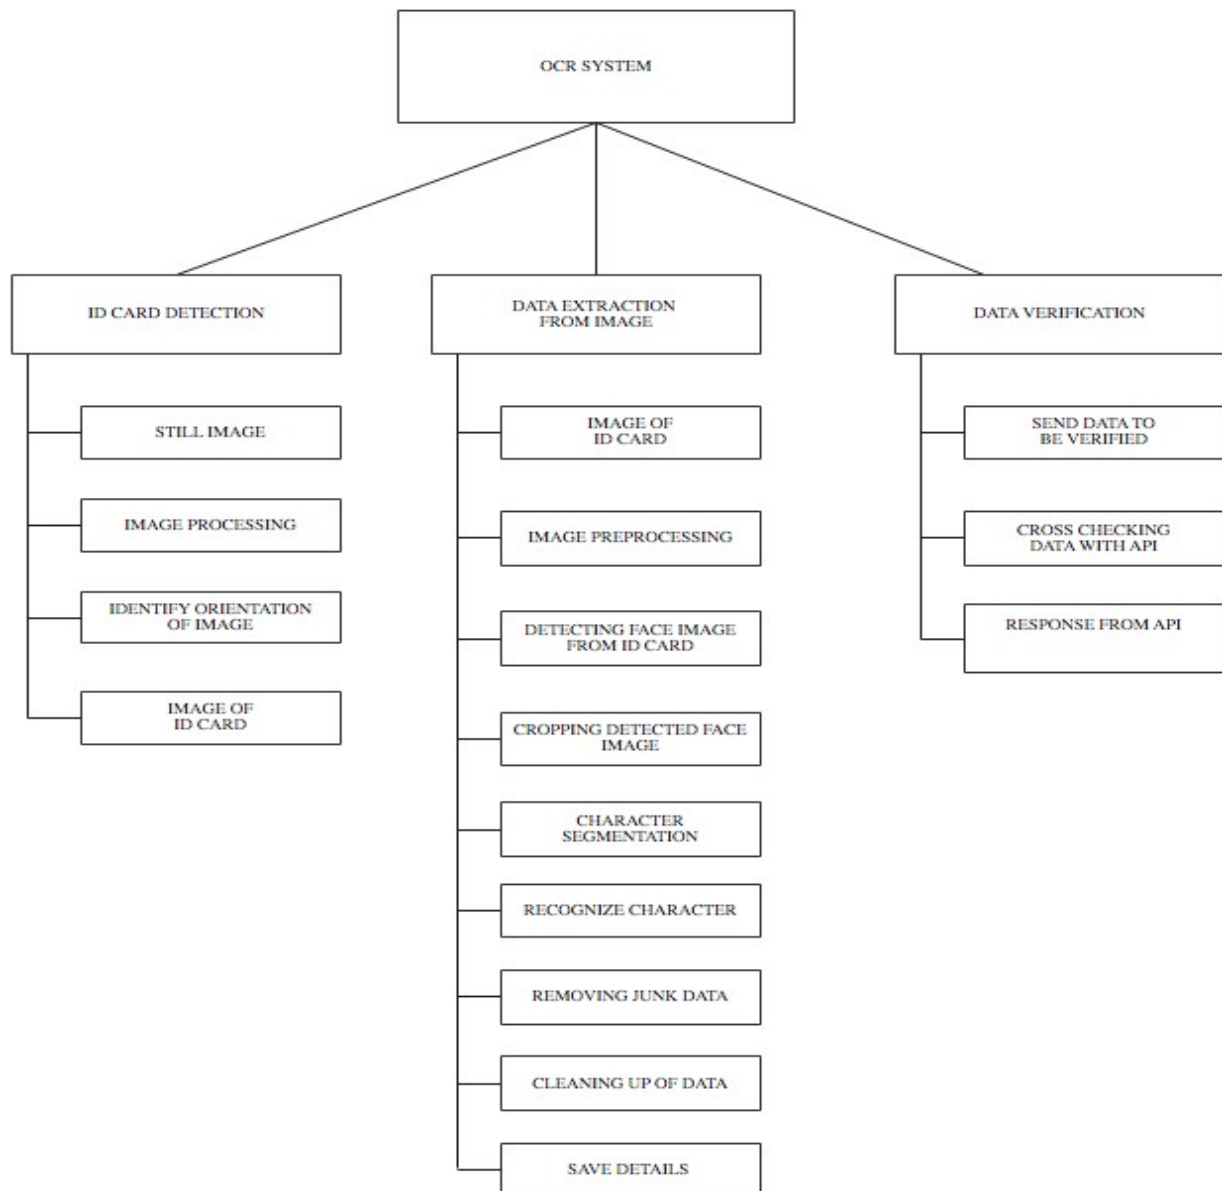 OCR SYSTEM
ID CARD DETECTION
STILL IMAGE
IMAGE PROCESSING
IDENTIFY ORIENTATION
OF IMAGE
IMAGE OF
ID CARD
DATA EXTRACTION
FROM IMAGE
IMAGE OF
ID CARD
IMAGE PREPROCESSING
DETECTING FACE IMAGE
FROM ID CARD
CROPPING DETECTED FACE
IMAGE
CHARACTER
SEGMENTATION
RECOGNIZE CHARACTER
REMOVING JUNK DATA
CLEANING UP OF DATA
SAVE DETAILS
DATA VERIFICATION
SEND DATA TO
BE VERIFIED
CROSS CHECKING
DATA WITH API
RESPONSE FROM API